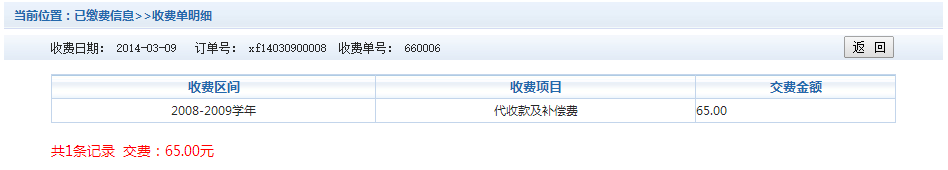 当前位置：已缴费信息>>收费单明细
收费日期： 2014-03-09 订单号： xf14030900008 收费单号： 660006 返 回
收费区间 收费项目 交费金额
2008-2009学年 代收款及补偿费 65.00
共1条记录 交费：65.00元